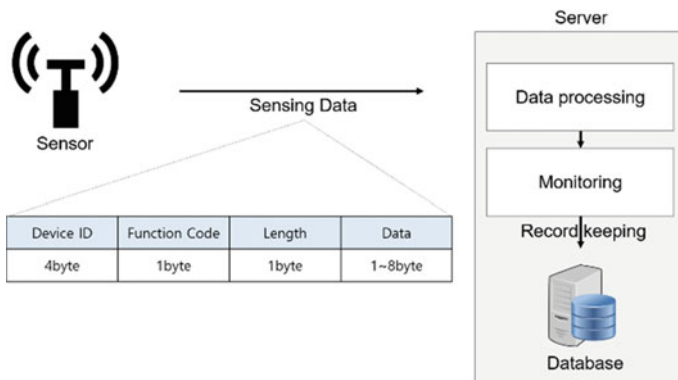 Server
Sensor
Sensing Data
Data processing
Monitoring
Record keeping
Database
Device ID Function Code Length Data
4byte 1byte 1byte 1~8byte